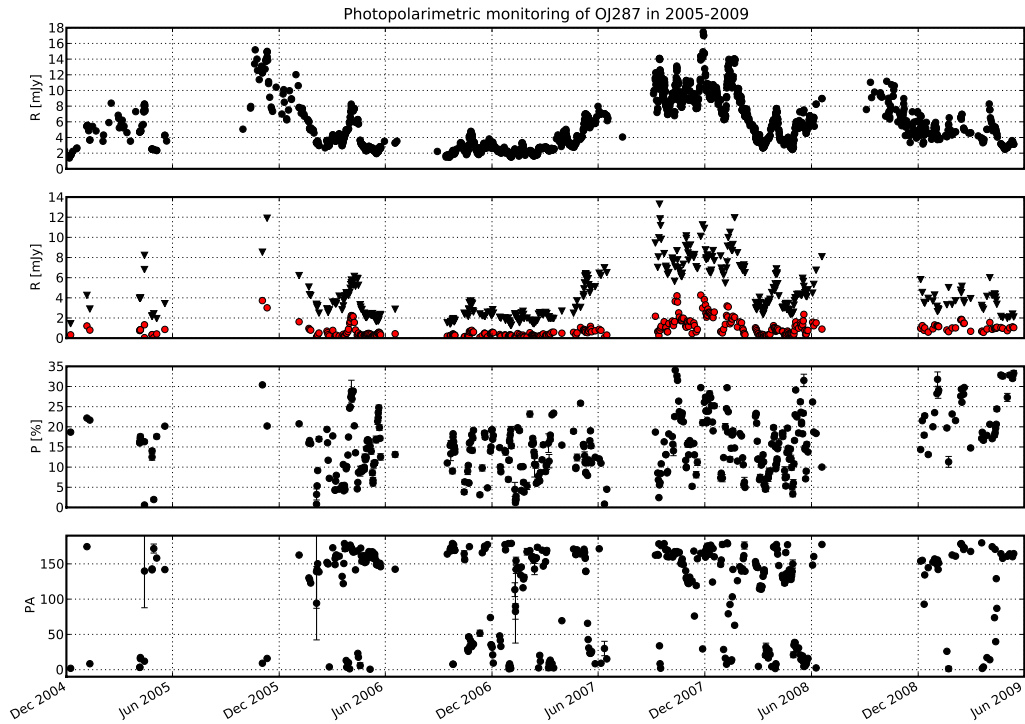 Photopolarimetric monitoring of OJ287 in 2005-2009
R [mJy]
18
16
14
12
10
8
6
4
2
0
R [mJy]
14
12
10
8
6
4
2
0
P [%]
35
30
25
20
15
10
5
0
PA
150
100
50
0
Dec 2004
Jun 2005
Dec 2005
Jun 2006
Dec 2006
Jun 2007
Dec 2007
Jun 2008
Dec 2008
Jun 2009